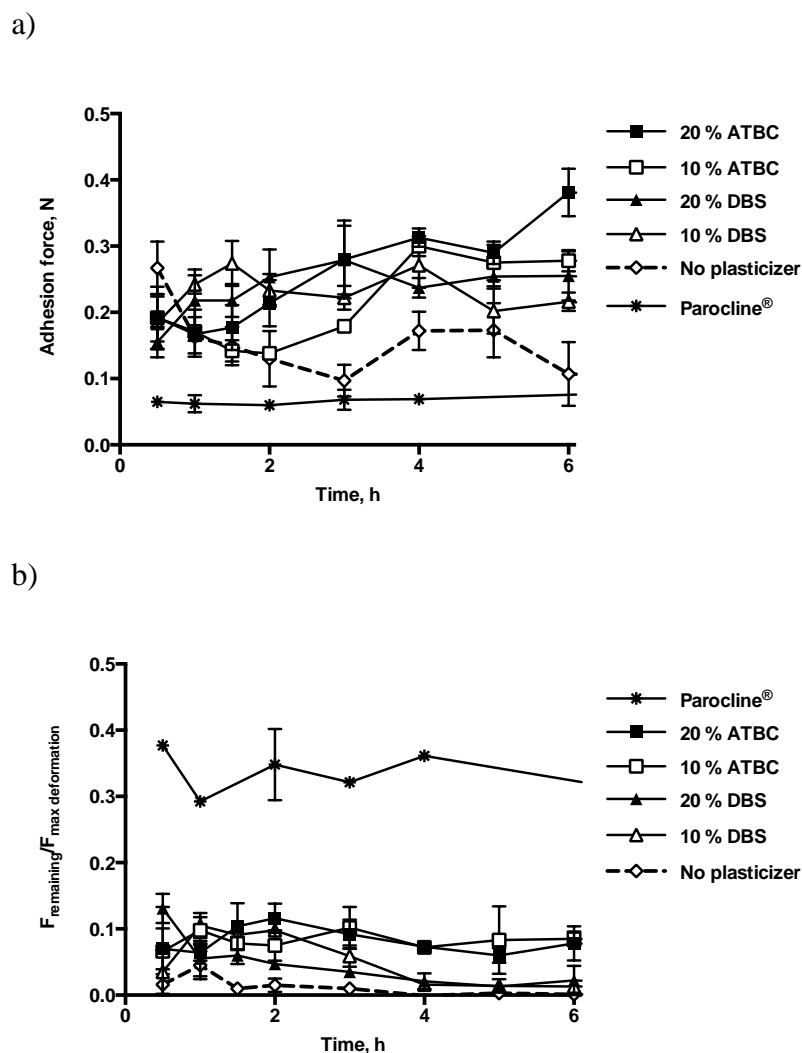 a)
0.5
0.4
0.3
0.2
0.1
0.0
Adhesion force, N
0
2
4
6
Time, h
20 % ATBC
10 % ATBC
20 % DBS
10 % DBS
No plasticizer
Parocline®
b)
0.5
0.4
0.3
0.2
0.1
0.0
Fremaining/Fmax deformation
0
2
4
6
Time, h
Parocline®
20 % ATBC
10 % ATBC
20 % DBS
10 % DBS
No plasticizer